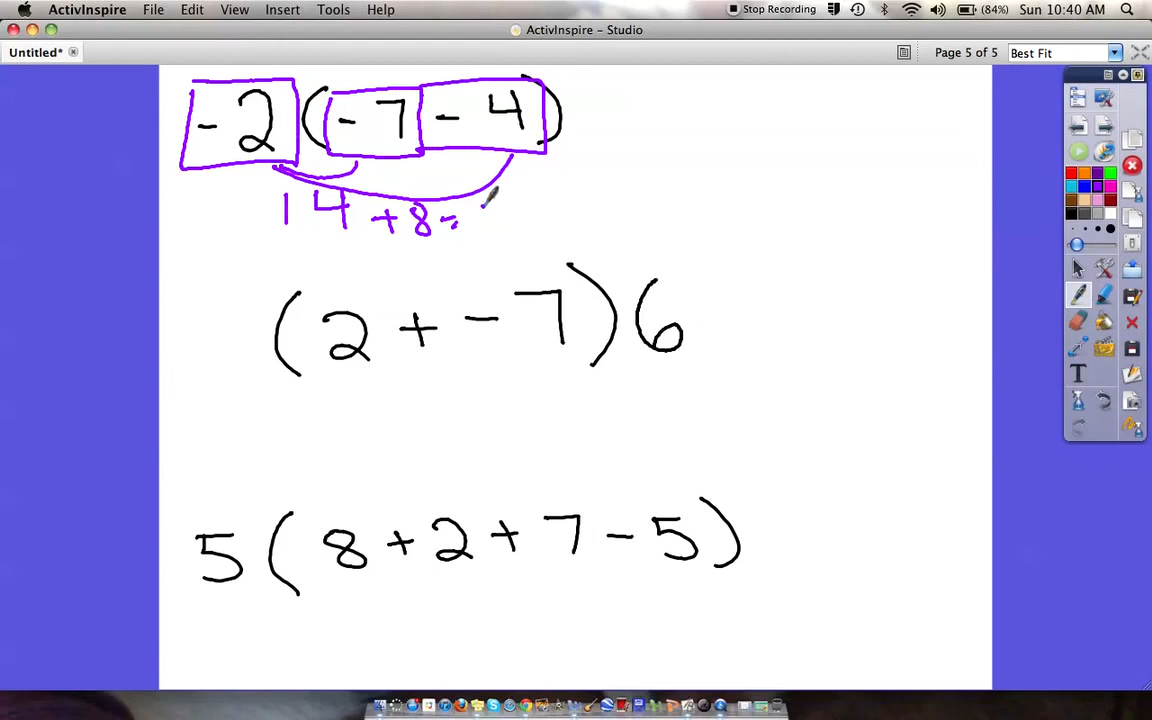 ActivInspire File Edit View Insert Tools Help Stop Recording (84%) Sun 10:40 AM
ActivInspire - Studio
Untitled* Page 5 of 5 Best Fit
-2(-7-4)
14+8=
(2+-7)6
5(8+2+7-5)
T